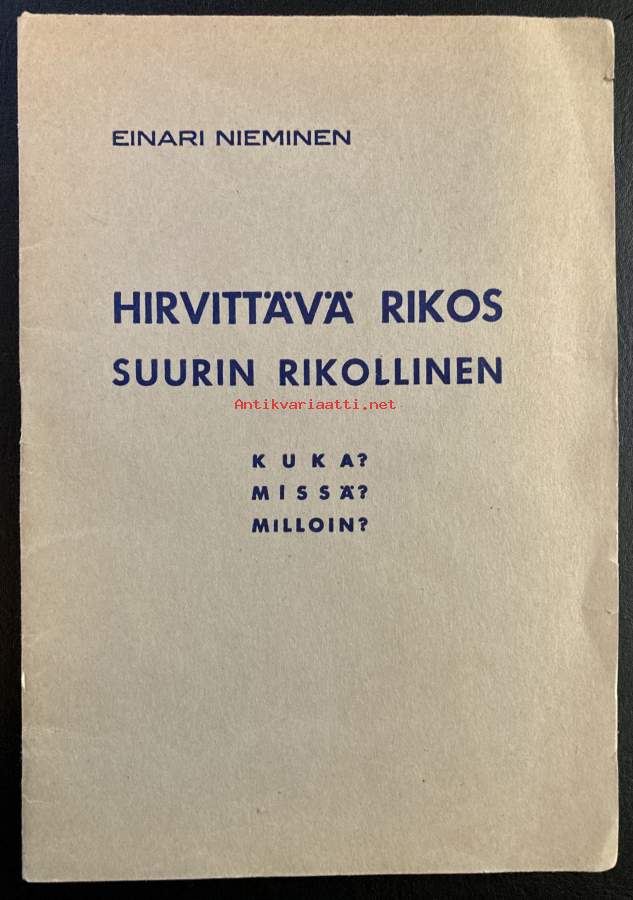 EINARI NIEMINEN
HIRVITTÄVÄ RIKOS
SUURIN RIKOLLINEN
Antikvariaatti.net
KUKA?
MISSÄ?
MILLOIN?